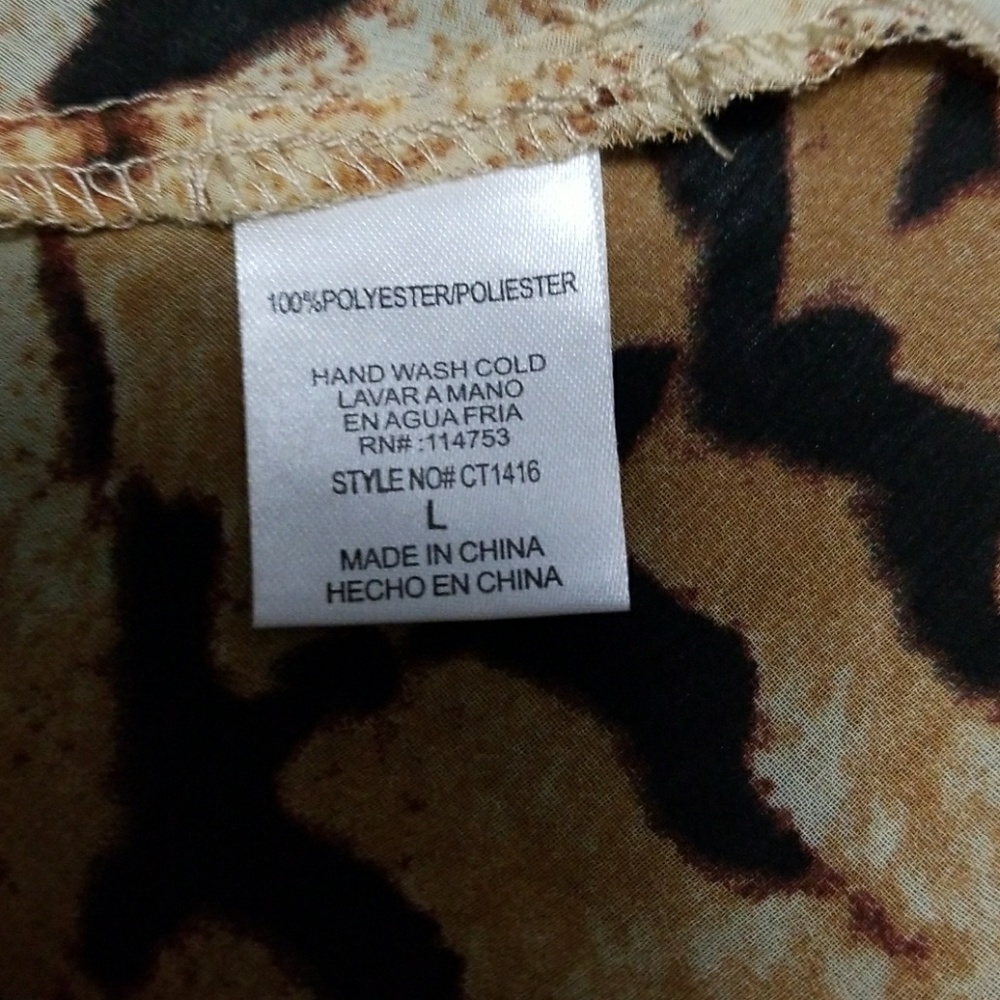 100%POLYESTER/POLIESTER
HAND WASH COLD
LAVAR A MANO
EN AGUA FRIA
RN# :114753
STYLE NO# CT1416
L
MADE IN CHINA
HECHO EN CHINA